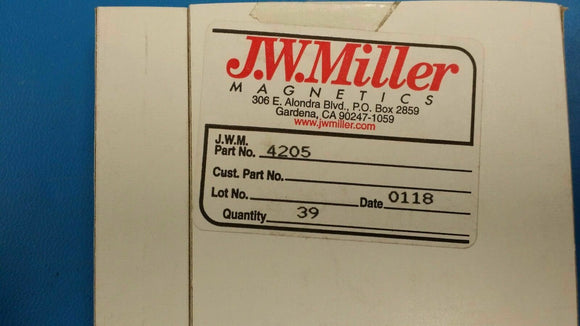 J.W.Miller
MAGNETICS
306 E. Alondra Blvd., P.O. Box 2859
Gardena, CA 90247-1059
www.jwmiller.com
J.W.M.
Part No. 4205
Cust. Part No.
Lot No. Date 0118
Quantity 39